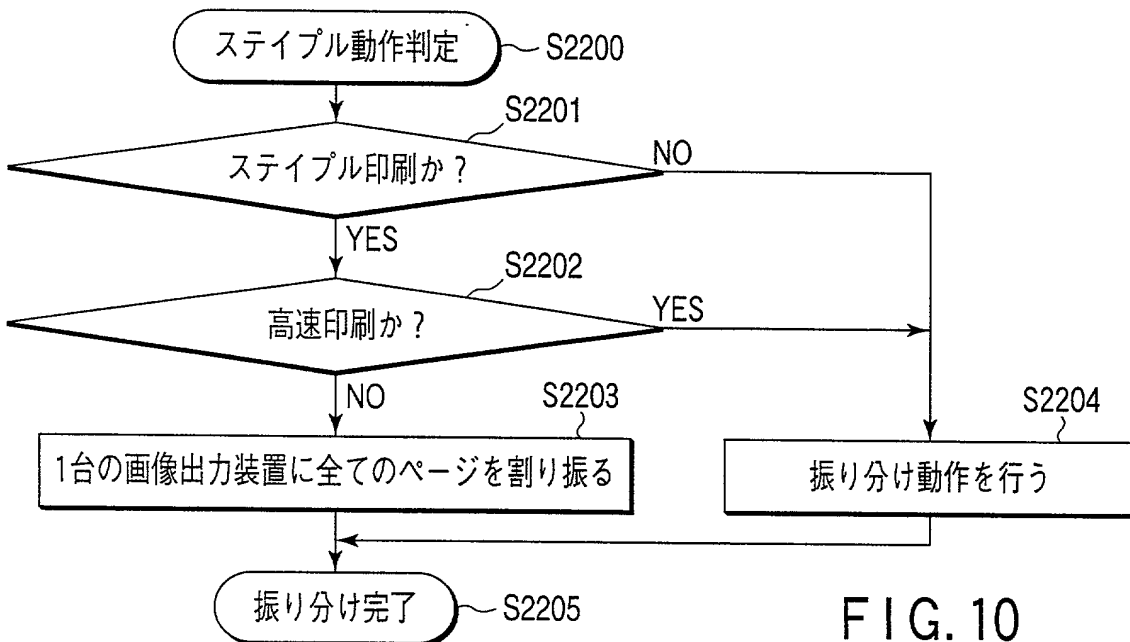 ステイプル動作判定
S2200
S2201
ステイプル印刷か?
NO
YES
S2202
高速印刷か?
YES
NO
S2203
1台の画像出力装置に全てのページを割り振る
S2204
振り分け動作を行う
振り分け完了
S2205
FIG. 10